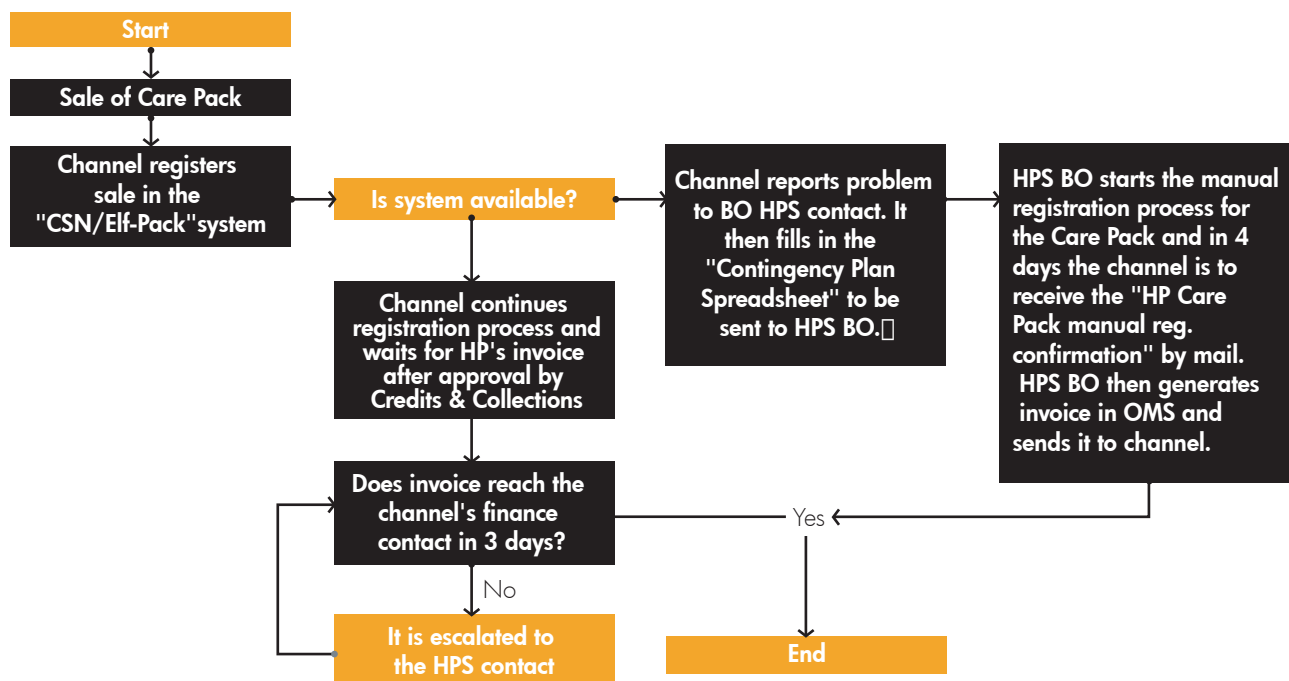 Start
Sale of Care Pack
Channel registers
sale in the
"CSN/Elf-Pack"system
Is system available?
Channel continues
registration process and
waits for HP's invoice
after approval by
Credits & Collections
Does invoice reach the
channel's finance
contact in 3 days?
No
It is escalated to
the HPS contact
Channel reports problem
to BO HPS contact. It
then fills in the
"Contingency Plan
Spreadsheet" to be
sent to HPS BO.
HPS BO starts the manual
registration process for
the Care Pack and in 4
days the channel is to
receive the "HP Care
Pack manual reg.
confirmation" by mail.
HPS BO then generates
invoice in OMS and
sends it to channel.
Yes
End